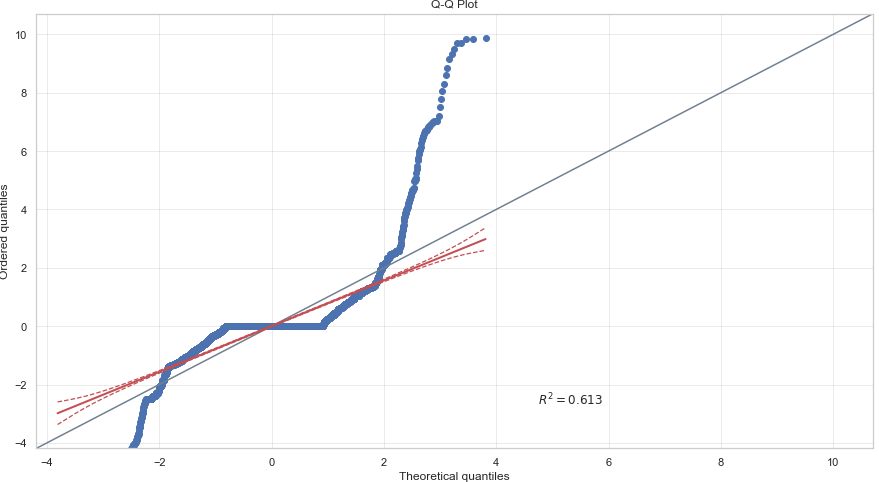 Q-Q Plot
10
8
6
4
2
0
−2
−4
Ordered quantiles
R² = 0.613
−4 −2 0 2 4 6 8 10
Theoretical quantiles